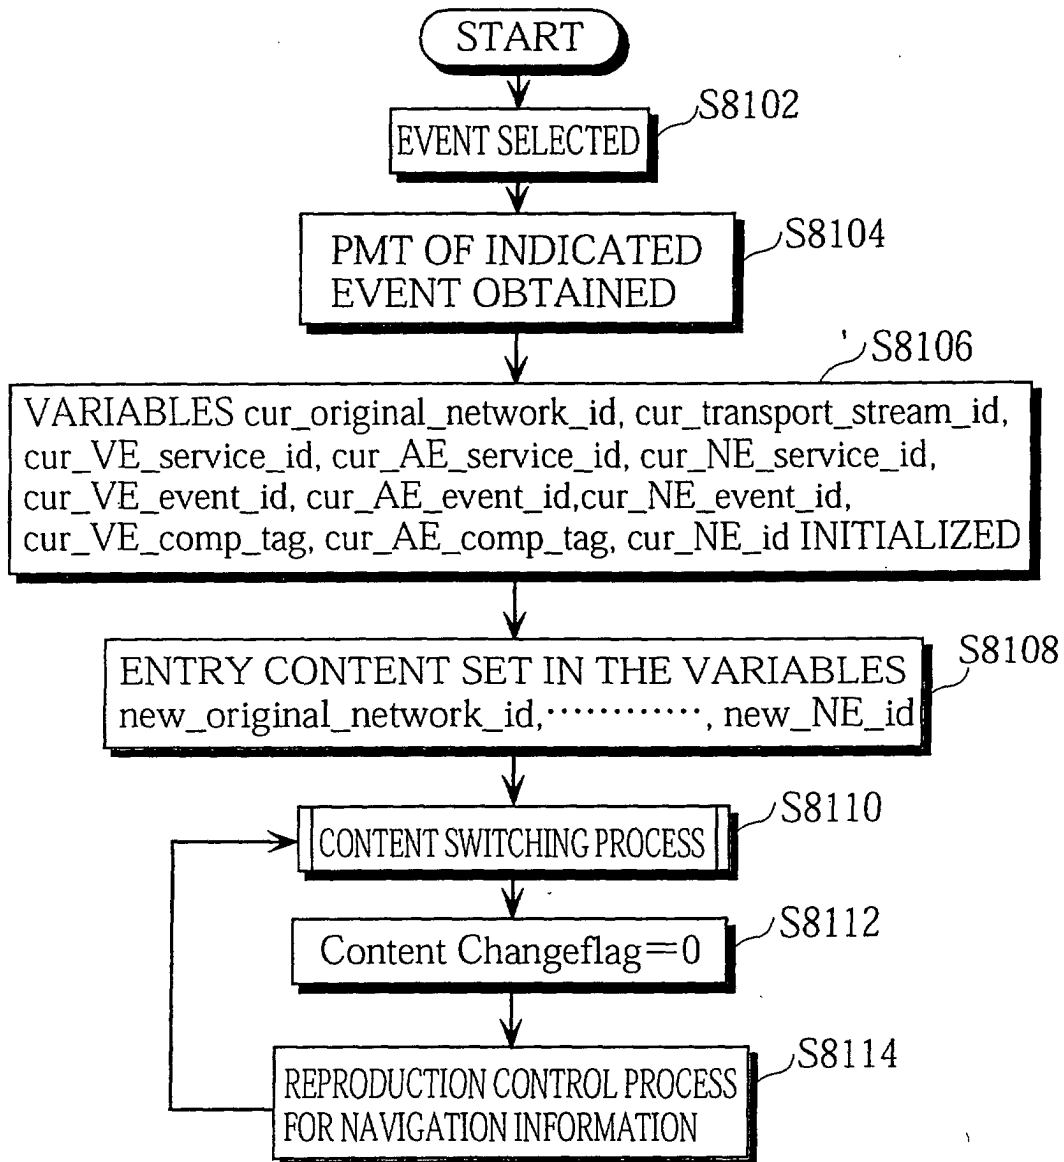 START
S8102
EVENT SELECTED
S8104
PMT OF INDICATED
EVENT OBTAINED
S8106
VARIABLES cur_original_network_id, cur_transport_stream_id,
cur_VE_service_id, cur_AE_service_id, cur_NE_service_id,
cur_VE_event_id, cur_AE_event_id,cur_NE_event_id,
cur_VE_comp_tag, cur_AE_comp_tag, cur_NE_id INITIALIZED
S8108
ENTRY CONTENT SET IN THE VARIABLES
new_original_network_id,············, new_NE_id
S8110
CONTENT SWITCHING PROCESS
S8112
Content Changeflag=0
S8114
REPRODUCTION CONTROL PROCESS
FOR NAVIGATION INFORMATION